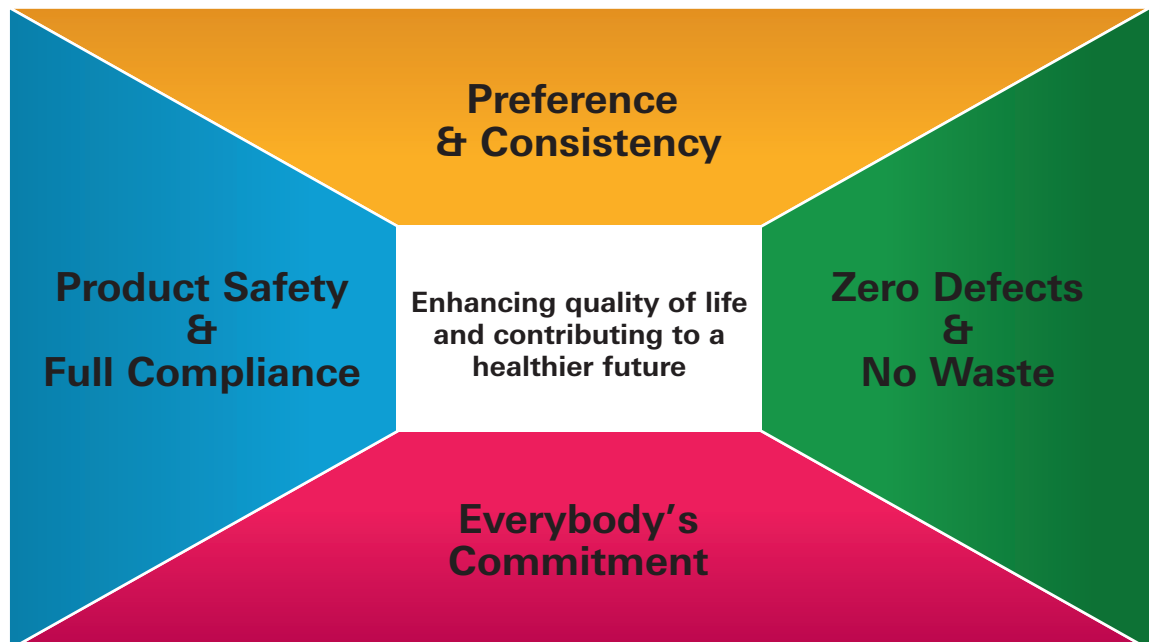 Preference
& Consistency
Product Safety
&
Full Compliance
Enhancing quality of life
and contributing to a
healthier future
Zero Defects
&
No Waste
Everybody’s
Commitment